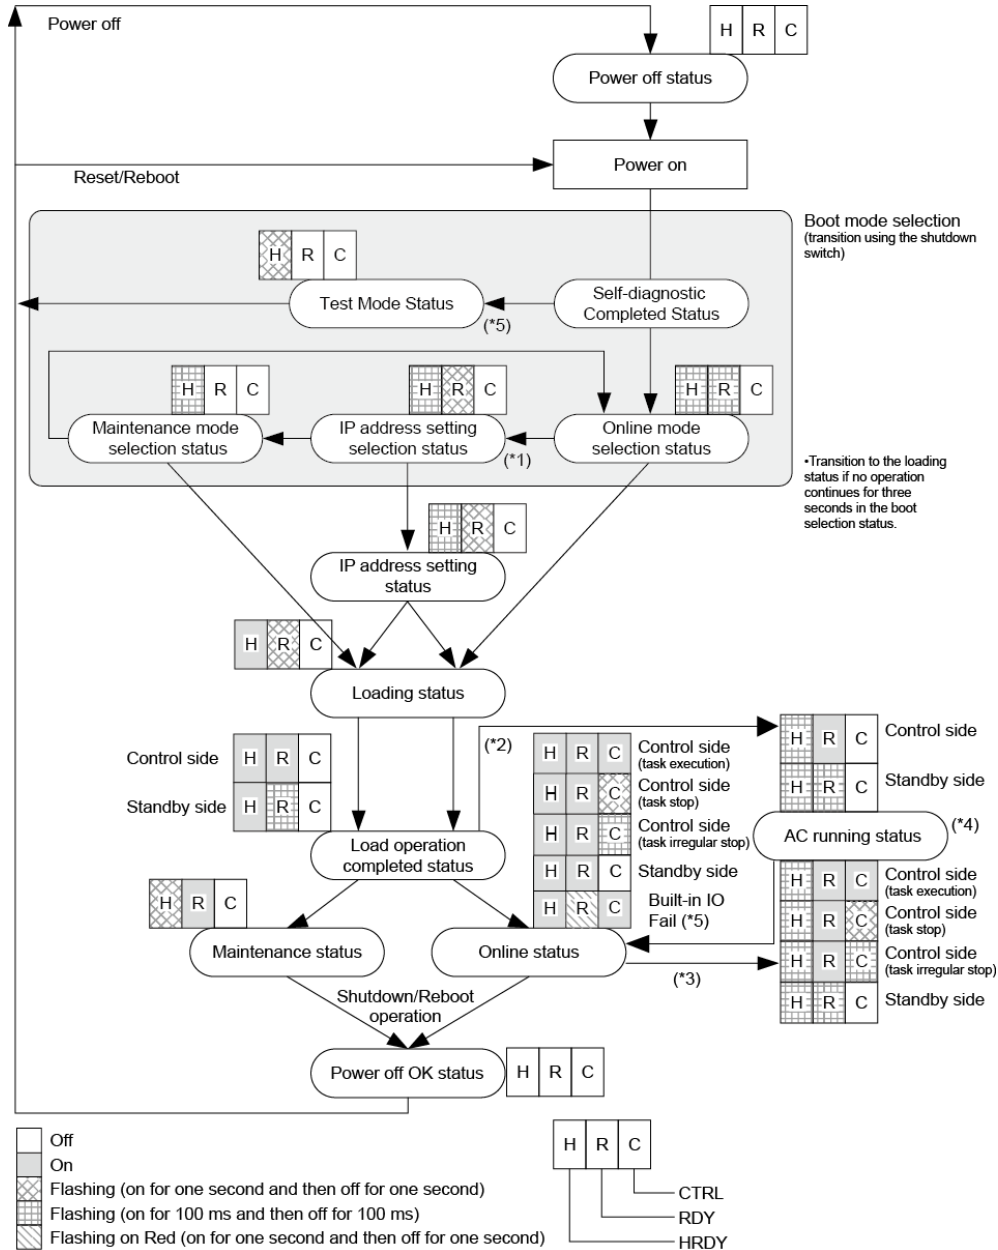 Power off
H R C
Power off status
Power on
Reset/Reboot
Boot mode selection
(transition using the shutdown
switch)
H R C
Test Mode Status
(*5)
Self-diagnostic
Completed Status
H R C
Maintenance mode
selection status
H R C
IP address setting
selection status
(*1)
H R C
Online mode
selection status
•Transition to the loading
status if no operation
continues for three
seconds in the boot
selection status.
H R C
IP address setting
status
H R C
Loading status
Control side
H R C
Standby side
H R C
Load operation
completed status
(*2)
H R C
Control side
(task execution)
H R C
Control side
(task stop)
H R C
Control side
(task irregular stop)
H R C
Standby side
H R C
Built-in IO
Fail (*5)
H R C
Control side
H R C
Standby side
AC running status
(*4)
H R C
Control side
(task execution)
H R C
Control side
(task stop)
H R C
Control side
(task irregular stop)
H R C
Standby side
H R C
Maintenance status
Online status
(*3)
Shutdown/Reboot
operation
Power off OK status
H R C
Off
On
Flashing (on for one second and then off for one second)
Flashing (on for 100 ms and then off for 100 ms)
Flashing on Red (on for one second and then off for one second)
H R C
CTRL
RDY
HRDY